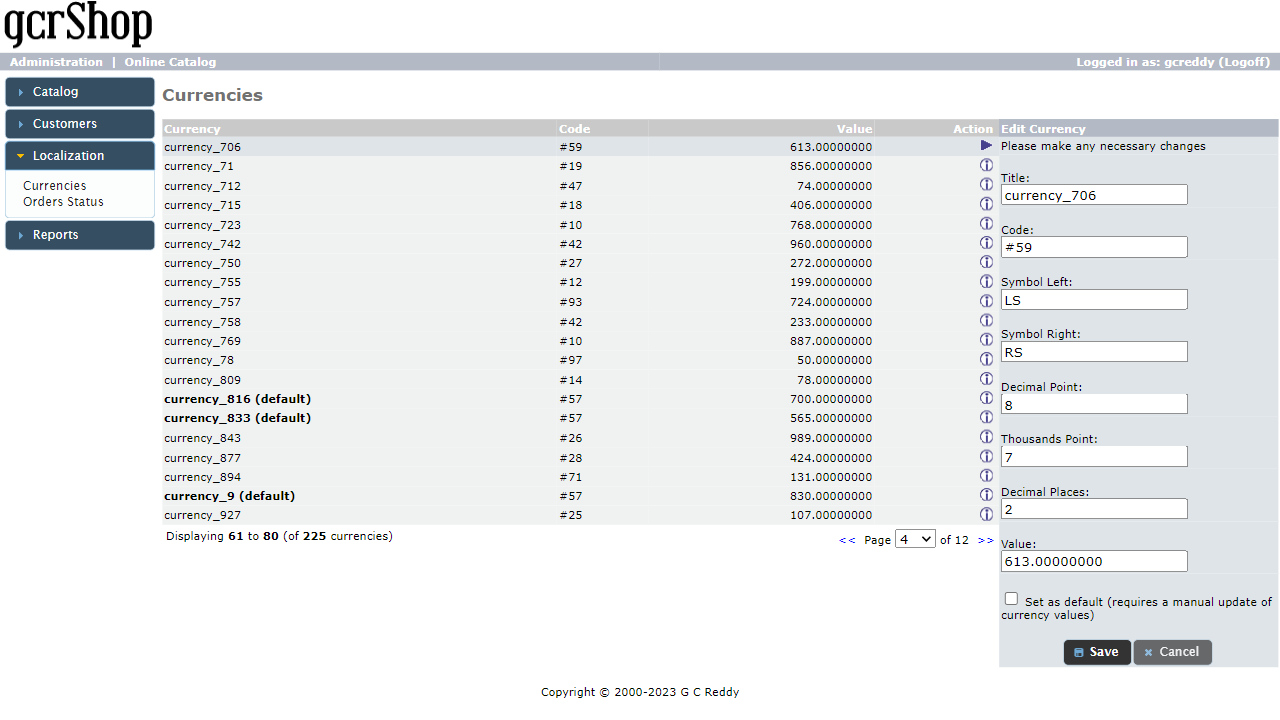 gcrShop
Administration | Online Catalog Logged in as: gcreddy (Logoff)
Catalog
Customers
Localization
Currencies
Orders Status
Reports
Currencies
Currency Code Value Action
currency_706 #59 613.00000000
currency_71 #19 856.00000000
currency_712 #47 74.00000000
currency_715 #18 406.00000000
currency_723 #10 768.00000000
currency_742 #42 960.00000000
currency_750 #27 272.00000000
currency_755 #12 199.00000000
currency_757 #93 724.00000000
currency_758 #42 233.00000000
currency_769 #10 887.00000000
currency_78 #97 50.00000000
currency_809 #14 78.00000000
currency_816 (default) #57 700.00000000
currency_833 (default) #57 565.00000000
currency_843 #26 989.00000000
currency_877 #28 424.00000000
currency_894 #71 131.00000000
currency_9 (default) #57 830.00000000
currency_927 #25 107.00000000
Displaying 61 to 80 (of 225 currencies) << Page 4 of 12 >>
Edit Currency
Please make any necessary changes
Title:
currency_706
Code:
#59
Symbol Left:
LS
Symbol Right:
RS
Decimal Point:
8
Thousands Point:
7
Decimal Places:
2
Value:
613.00000000
Set as default (requires a manual update of
currency values)
Save Cancel
Copyright © 2000-2023 G C Reddy